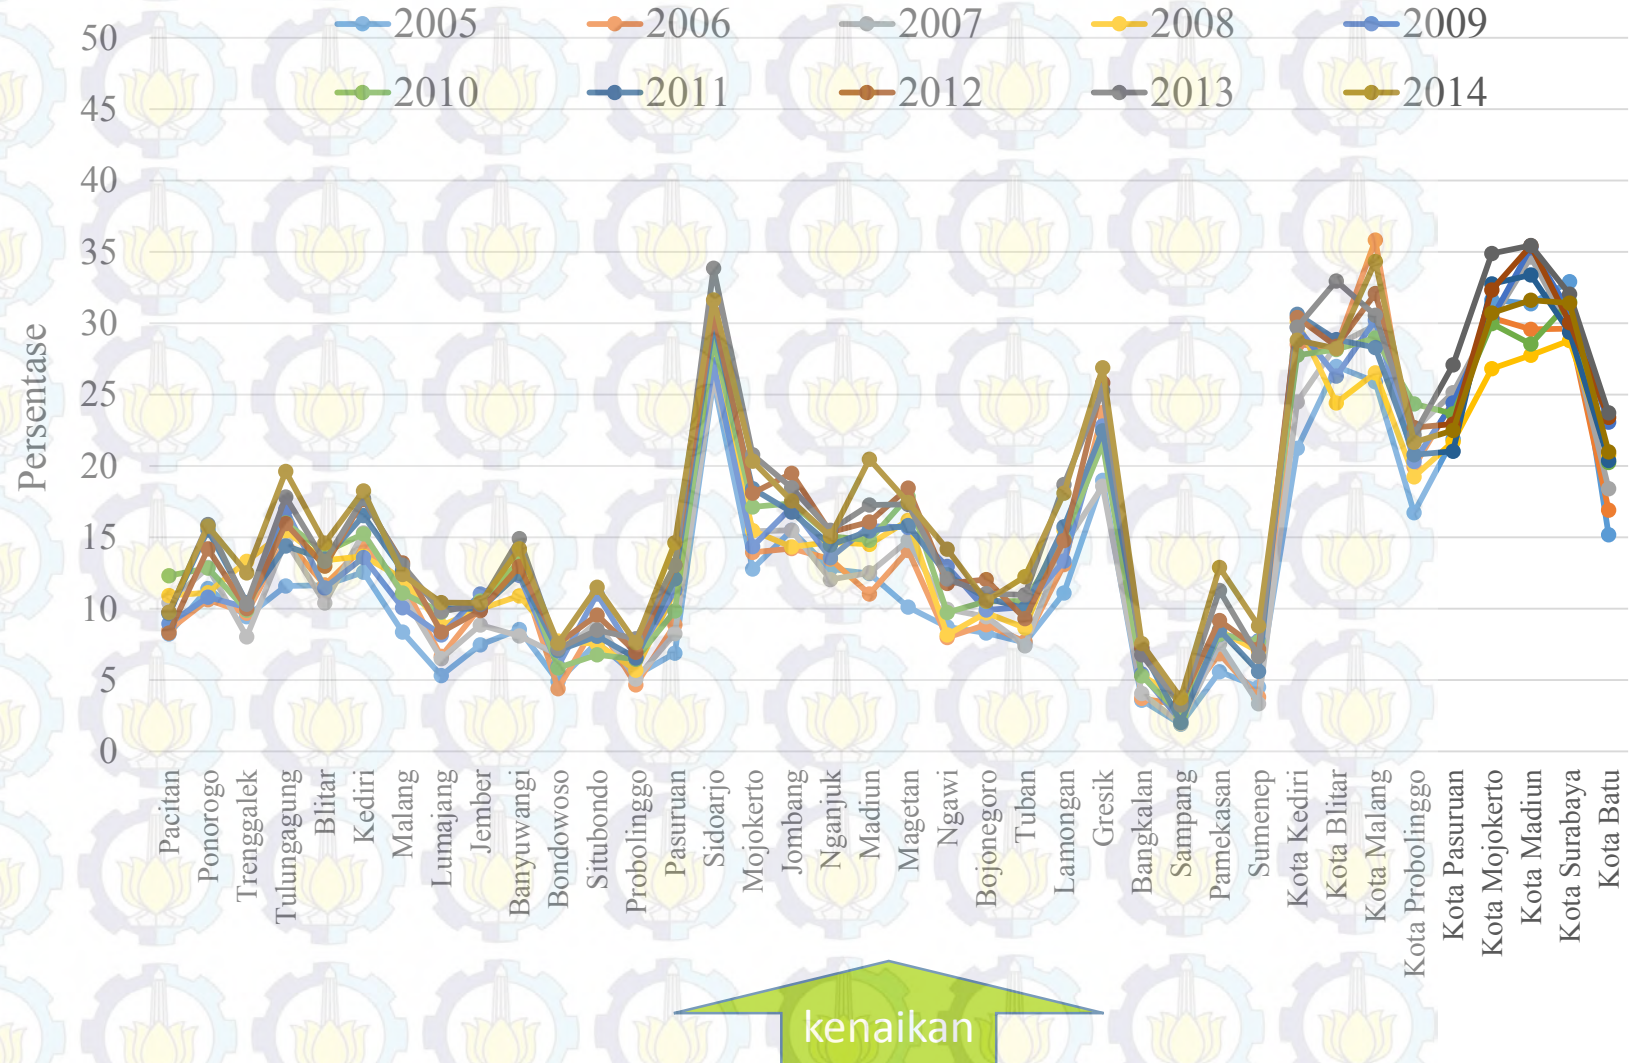 2005 2006 2007 2008 2009
2010 2011 2012 2013 2014
Persentase
50
45
40
35
30
25
20
15
10
5
0
Pacitan
Ponorogo
Trenggalek
Tulungagung
Blitar
Kediri
Malang
Lumajang
Jember
Banyuwangi
Bondowoso
Situbondo
Probolinggo
Pasuruan
Sidoarjo
Mojokerto
Jombang
Nganjuk
Madiun
Magetan
Ngawi
Bojonegoro
Tuban
Lamongan
Gresik
Bangkalan
Sampang
Pamekasan
Sumenep
Kota Kediri
Kota Blitar
Kota Malang
Kota Probolinggo
Kota Pasuruan
Kota Mojokerto
Kota Madiun
Kota Surabaya
Kota Batu
kenaikan